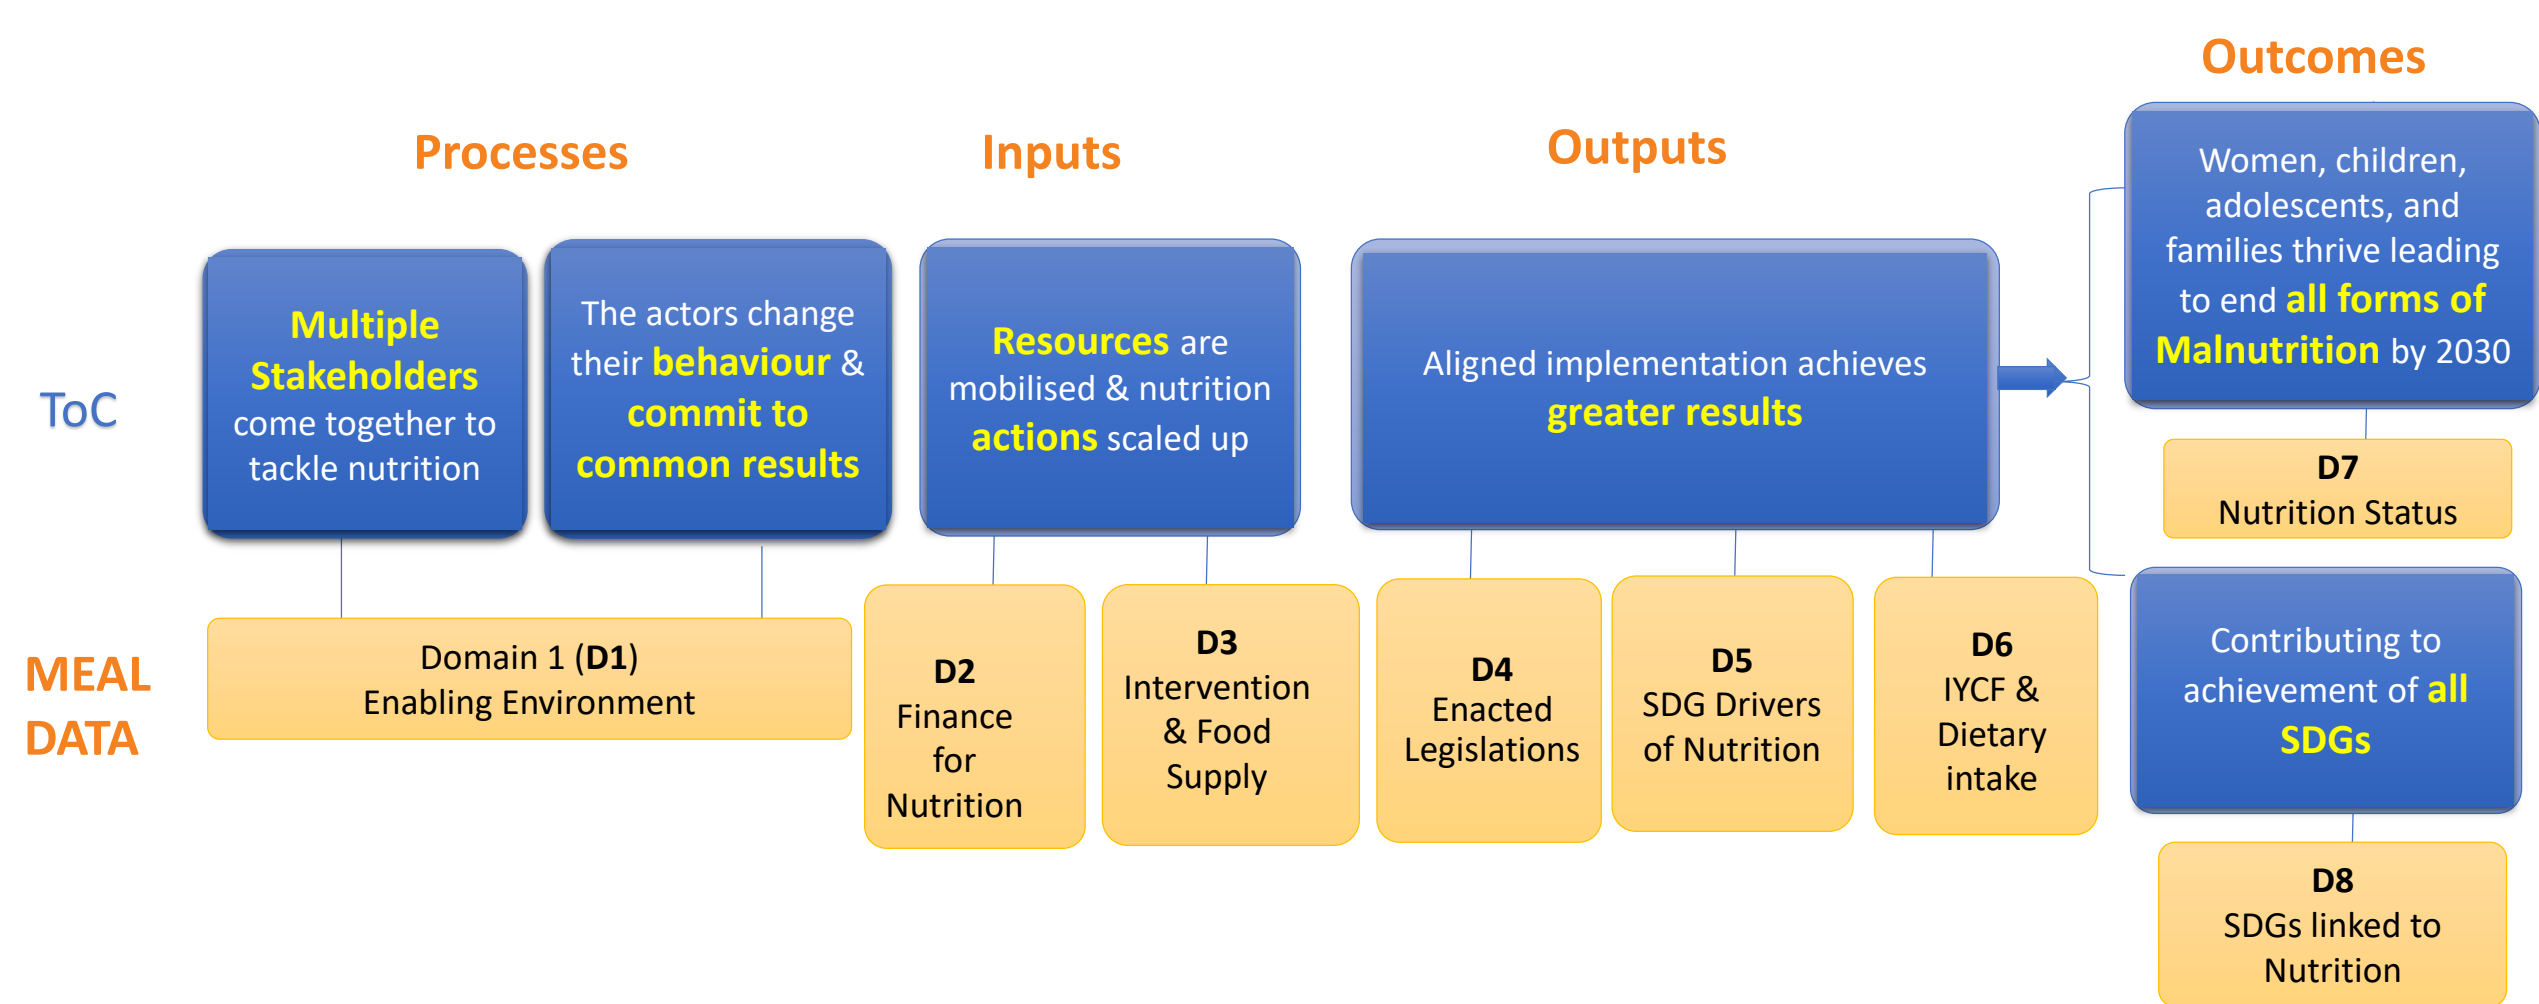 Outcomes
Processes
Inputs
Outputs
ToC
Multiple
Stakeholders
come together to
tackle nutrition
The actors change
their behaviour &
commit to
common results
Resources are
mobilised & nutrition
actions scaled up
Aligned implementation achieves
greater results
Women, children,
adolescents, and
families thrive leading
to end all forms of
Malnutrition by 2030
D7
Nutrition Status
Contributing to
achievement of all
SDGs
MEAL
DATA
Domain 1 (D1)
Enabling Environment
D2
Finance
for
Nutrition
D3
Intervention
& Food
Supply
D4
Enacted
Legislations
D5
SDG Drivers
of Nutrition
D6
IYCF &
Dietary
intake
D8
SDGs linked to
Nutrition